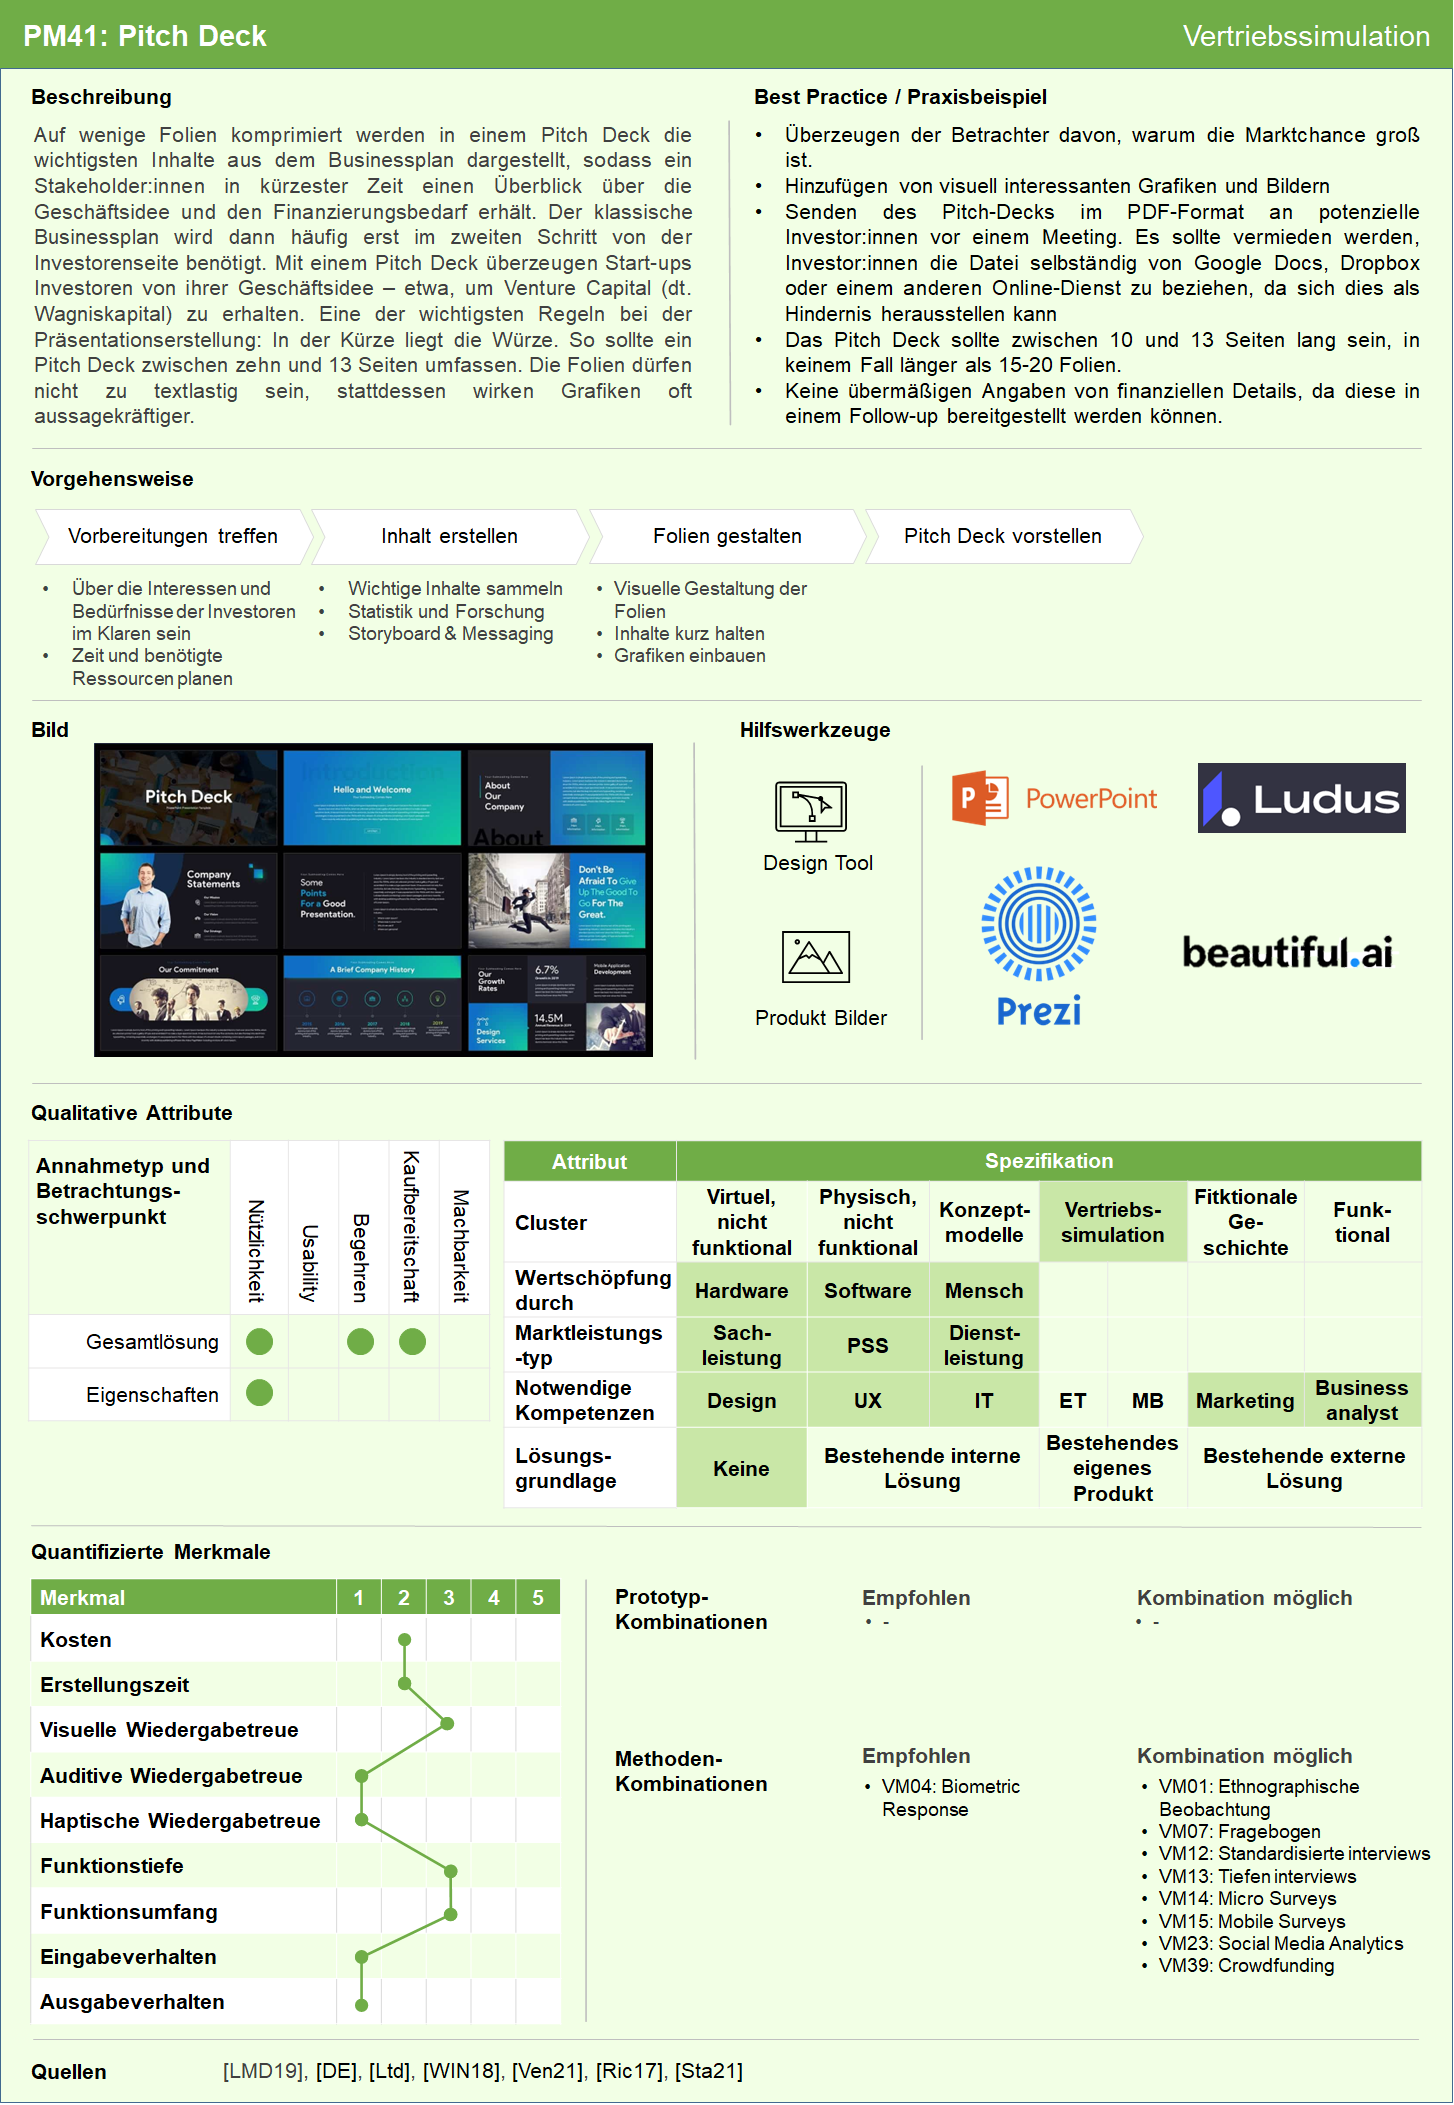 PM41: Pitch Deck
Vertriebssimulation
Beschreibung
Auf wenige Folien komprimiert werden in einem Pitch Deck die
wichtigsten Inhalte aus dem Businessplan dargestellt, sodass ein
Stakeholder:innen in kürzester Zeit einen Überblick über die
Geschäftsidee und den Finanzierungsbedarf erhält. Der klassische
Businessplan wird dann häufig erst im zweiten Schritt von der
Investorenseite benötigt. Mit einem Pitch Deck überzeugen Start-ups
Investoren von ihrer Geschäftsidee – etwa, um Venture Capital (dt.
Wagniskapital) zu erhalten. Eine der wichtigsten Regeln bei der
Präsentationserstellung: In der Kürze liegt die Würze. So sollte ein
Pitch Deck zwischen zehn und 13 Seiten umfassen. Die Folien dürfen
nicht zu textlastig sein, stattdessen wirken Grafiken oft
aussagekräftiger.
Best Practice / Praxisbeispiel
• Überzeugen der Betrachter davon, warum die Marktchance groß
ist.
• Hinzufügen von visuell interessanten Grafiken und Bildern
• Senden des Pitch-Decks im PDF-Format an potenzielle
Investor:innen vor einem Meeting. Es sollte vermieden werden,
Investor:innen die Datei selbständig von Google Docs, Dropbox
oder einem anderen Online-Dienst zu beziehen, da sich dies als
Hindernis herausstellen kann
• Das Pitch Deck sollte zwischen 10 und 13 Seiten lang sein, in
keinem Fall länger als 15-20 Folien.
• Keine übermäßigen Angaben von finanziellen Details, da diese in
einem Follow-up bereitgestellt werden können.
Vorgehensweise
Vorbereitungen treffen
Inhalt erstellen
Folien gestalten
Pitch Deck vorstellen
• Über die Interessen und
Bedürfnisse der Investoren
im Klaren sein
• Zeit und benötigte
Ressourcen planen
• Wichtige Inhalte sammeln
• Statistik und Forschung
• Storyboard & Messaging
• Visuelle Gestaltung der
Folien
• Inhalte kurz halten
• Grafiken einbauen
Bild
Pitch Deck
Introduction
Hello and Welcome
About
Our
Company
About
Company
Statements
Some
Points
For a Good
Presentation.
Don't Be
Afraid To Give
Up The Good To
Go For The
Great.
Our Commitment
A Brief Company History
2016
2017
2018
2019
Our
Growth
Rates
6.7%
Mobile Application
Development
Design
Services
14.5M
Hilfswerkzeuge
Design Tool
Produkt Bilder
P PowerPoint
Ludus
Prezi
beautiful.ai
Qualitative Attribute
Annahmetyp und
Betrachtungs-
schwerpunkt
Nützlichkeit
Usability
Begehren
Kaufbereitschaft
Machbarkeit
Gesamtlösung
Eigenschaften
Attribut
Spezifikation
Cluster
Virtuel,
nicht
funktional
Physisch,
nicht
funktional
Konzept-
modelle
Vertriebs-
simulation
Fitktionale
Ge-
schichte
Funk-
tional
Wertschöpfung
durch
Hardware
Software
Mensch
Marktleistungs
-typ
Sach-
leistung
PSS
Dienst-
leistung
Notwendige
Kompetenzen
Design
UX
IT
ET
MB
Marketing
Business
analyst
Lösungs-
grundlage
Keine
Bestehende interne
Lösung
Bestehendes
eigenes
Produkt
Bestehende externe
Lösung
Quantifizierte Merkmale
Merkmal 1 2 3 4 5
Kosten
Erstellungszeit
Visuelle Wiedergabetreue
Auditive Wiedergabetreue
Haptische Wiedergabetreue
Funktionstiefe
Funktionsumfang
Eingabeverhalten
Ausgabeverhalten
Prototyp-
Kombinationen
Empfohlen
• -
Kombination möglich
• -
Methoden-
Kombinationen
Empfohlen
• VM04: Biometric
Response
Kombination möglich
• VM01: Ethnographische
Beobachtung
• VM07: Fragebogen
• VM12: Standardisierte interviews
• VM13: Tiefen interviews
• VM14: Micro Surveys
• VM15: Mobile Surveys
• VM23: Social Media Analytics
• VM39: Crowdfunding
Quellen
[LMD19], [DE], [Ltd], [WIN18], [Ven21], [Ric17], [Sta21]